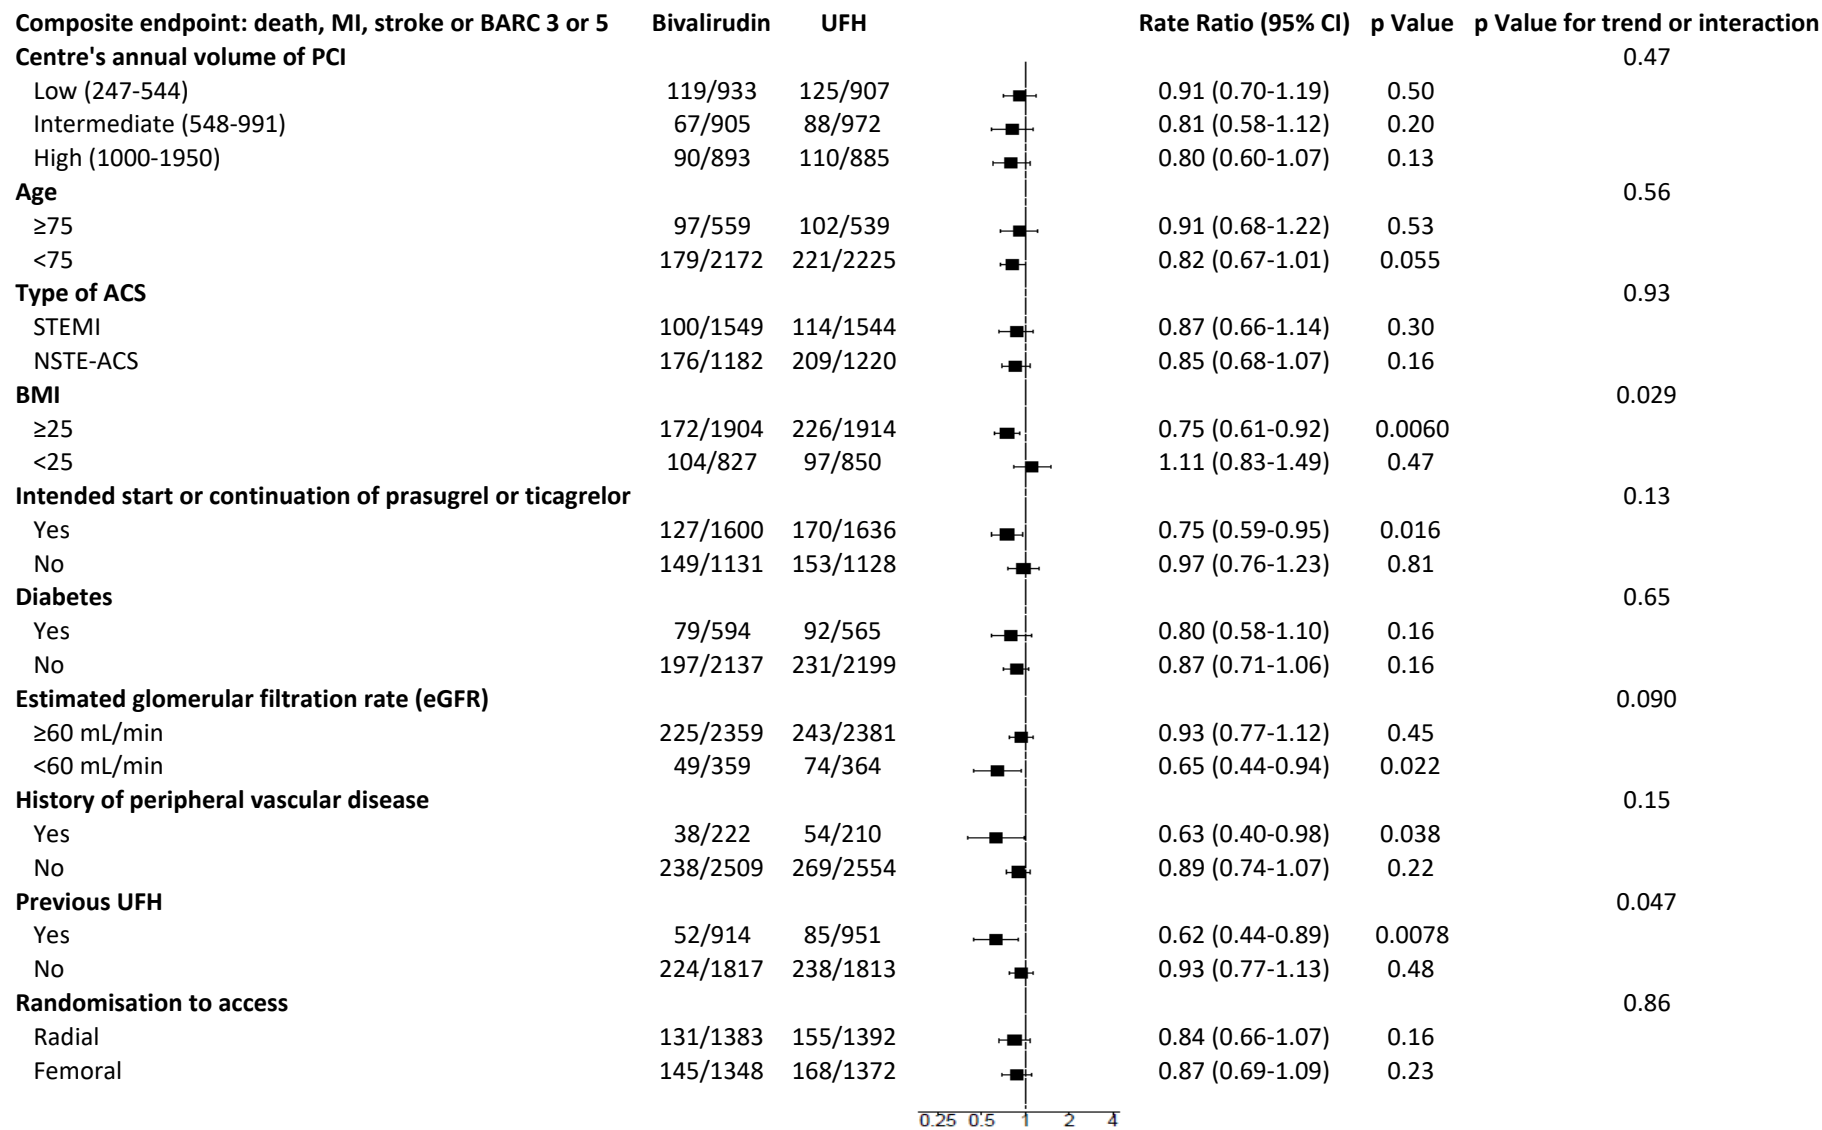 Composite endpoint: death, MI, stroke or BARC 3 or 5 Bivalirudin UFH Rate Ratio (95% CI) p Value p Value for trend or interaction
Centre's annual volume of PCI 0.47
Low (247-544) 119/933 125/907 0.91 (0.70-1.19) 0.50
Intermediate (548-991) 67/905 88/972 0.81 (0.58-1.12) 0.20
High (1000-1950) 90/893 110/885 0.80 (0.60-1.07) 0.13
Age 0.56
≥75 97/559 102/539 0.91 (0.68-1.22) 0.53
<75 179/2172 221/2225 0.82 (0.67-1.01) 0.055
Type of ACS 0.93
STEMI 100/1549 114/1544 0.87 (0.66-1.14) 0.30
NSTE-ACS 176/1182 209/1220 0.85 (0.68-1.07) 0.16
BMI 0.029
≥25 172/1904 226/1914 0.75 (0.61-0.92) 0.0060
<25 104/827 97/850 1.11 (0.83-1.49) 0.47
Intended start or continuation of prasugrel or ticagrelor 0.13
Yes 127/1600 170/1636 0.75 (0.59-0.95) 0.016
No 149/1131 153/1128 0.97 (0.76-1.23) 0.81
Diabetes 0.65
Yes 79/594 92/565 0.80 (0.58-1.10) 0.16
No 197/2137 231/2199 0.87 (0.71-1.06) 0.16
Estimated glomerular filtration rate (eGFR) 0.090
≥60 mL/min 225/2359 243/2381 0.93 (0.77-1.12) 0.45
<60 mL/min 49/359 74/364 0.65 (0.44-0.94) 0.022
History of peripheral vascular disease 0.15
Yes 38/222 54/210 0.63 (0.40-0.98) 0.038
No 238/2509 269/2554 0.89 (0.74-1.07) 0.22
Previous UFH 0.047
Yes 52/914 85/951 0.62 (0.44-0.89) 0.0078
No 224/1817 238/1813 0.93 (0.77-1.13) 0.48
Randomisation to access 0.86
Radial 131/1383 155/1392 0.84 (0.66-1.07) 0.16
Femoral 145/1348 168/1372 0.87 (0.69-1.09) 0.23
0.25 0.5 1 2 4